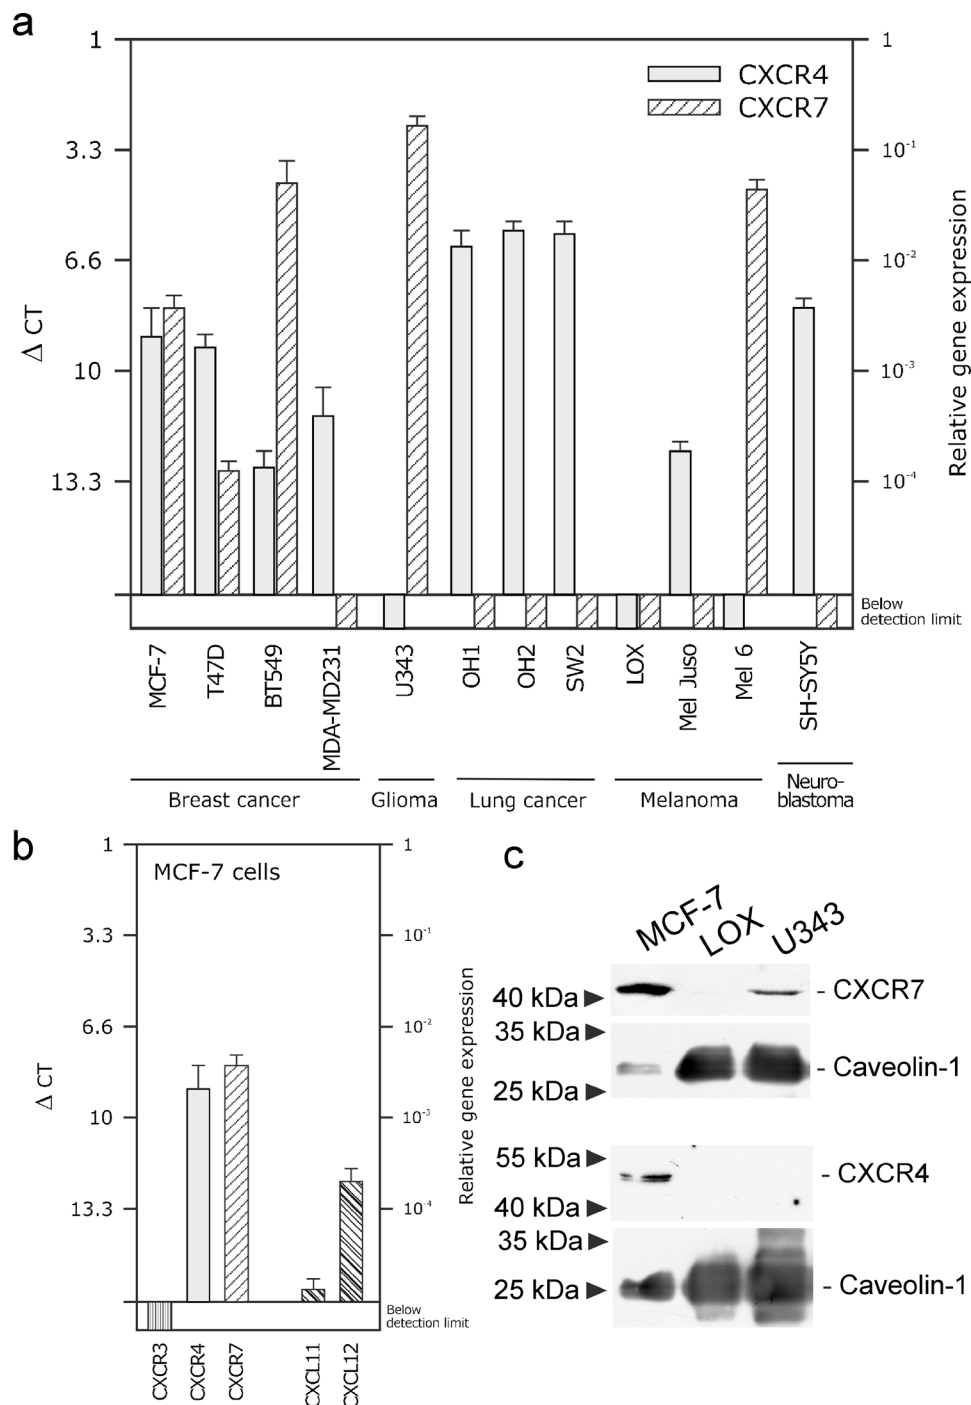 a
1
3.3
6.6
10
13.3
Δ CT
CXCR4
CXCR7
1
10-1
10-2
10-3
10-4
Relative gene expression
Below
detection limit
MCF-7
T47D
BT549
MDA-MD231
U343
OH1
OH2
SW2
LOX
Mel Juso
Mel 6
SH-SY5Y
Breast cancer
Glioma
Lung cancer
Melanoma
Neuro-
blastoma
b
MCF-7 cells
1
3.3
6.6
10
13.3
Δ CT
1
10-1
10-2
10-3
10-4
Relative gene expression
Below
detection limit
CXCR3
CXCR4
CXCR7
CXCL11
CXCL12
c
MCF-7
LOX
U343
40 kDa
- CXCR7
35 kDa
- Caveolin-1
25 kDa
55 kDa
- CXCR4
40 kDa
35 kDa
25 kDa
- Caveolin-1